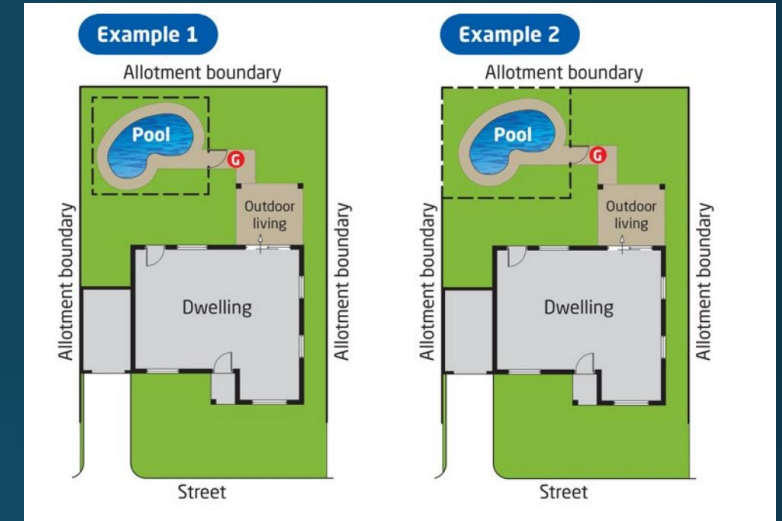 Example 1
Allotment boundary
Pool
G
Outdoor
living
Allotment boundary
Allotment boundary
Dwelling
Street
Example 2
Allotment boundary
Pool
G
Outdoor
living
Allotment boundary
Allotment boundary
Dwelling
Street